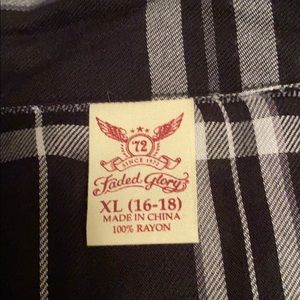 '72
SINCE 1972
Faded Glory
XL (16-18)
MADE IN CHINA
100% RAYON